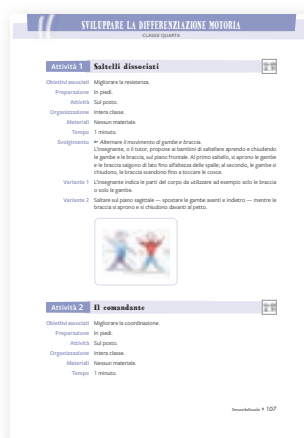 SVILUPPARE LA DIFFERENZIAZIONE MOTORIA
CLASSE QUARTA
Attività 1 Saltelli dissociati
Obiettivi associati Migliorare la resistenza.
Preparazione In piedi.
Attività Sul posto.
Organizzazione Intera classe.
Materiali Nessun materiale.
Tempo 1 minuto.
Svolgimento Alternare il movimento di gambe e braccia.
L'insegnante, o il tutor, propone ai bambini di saltellare aprendo e chiudendo
le gambe e le braccia, sul piano frontale. Al primo saltello, si aprono le gambe
e le braccia salgono di lato fino all'altezza delle spalle; al secondo, le gambe si
chiudono, le braccia scendono fino a toccare le cosce.
Variante 1 L'insegnante indica le parti del corpo da utilizzare ad esempio solo le braccia
o solo le gambe.
Variante 2 Saltare sul piano sagittale — spostare le gambe avanti e indietro — mentre le
braccia si aprono e si chiudono davanti al petto.
Attività 2 Il comandante
Obiettivi associati Migliorare la coordinazione.
Preparazione In piedi.
Attività Sul posto.
Organizzazione Intera classe.
Materiali Nessun materiale.
Tempo 1 minuto.
• 107